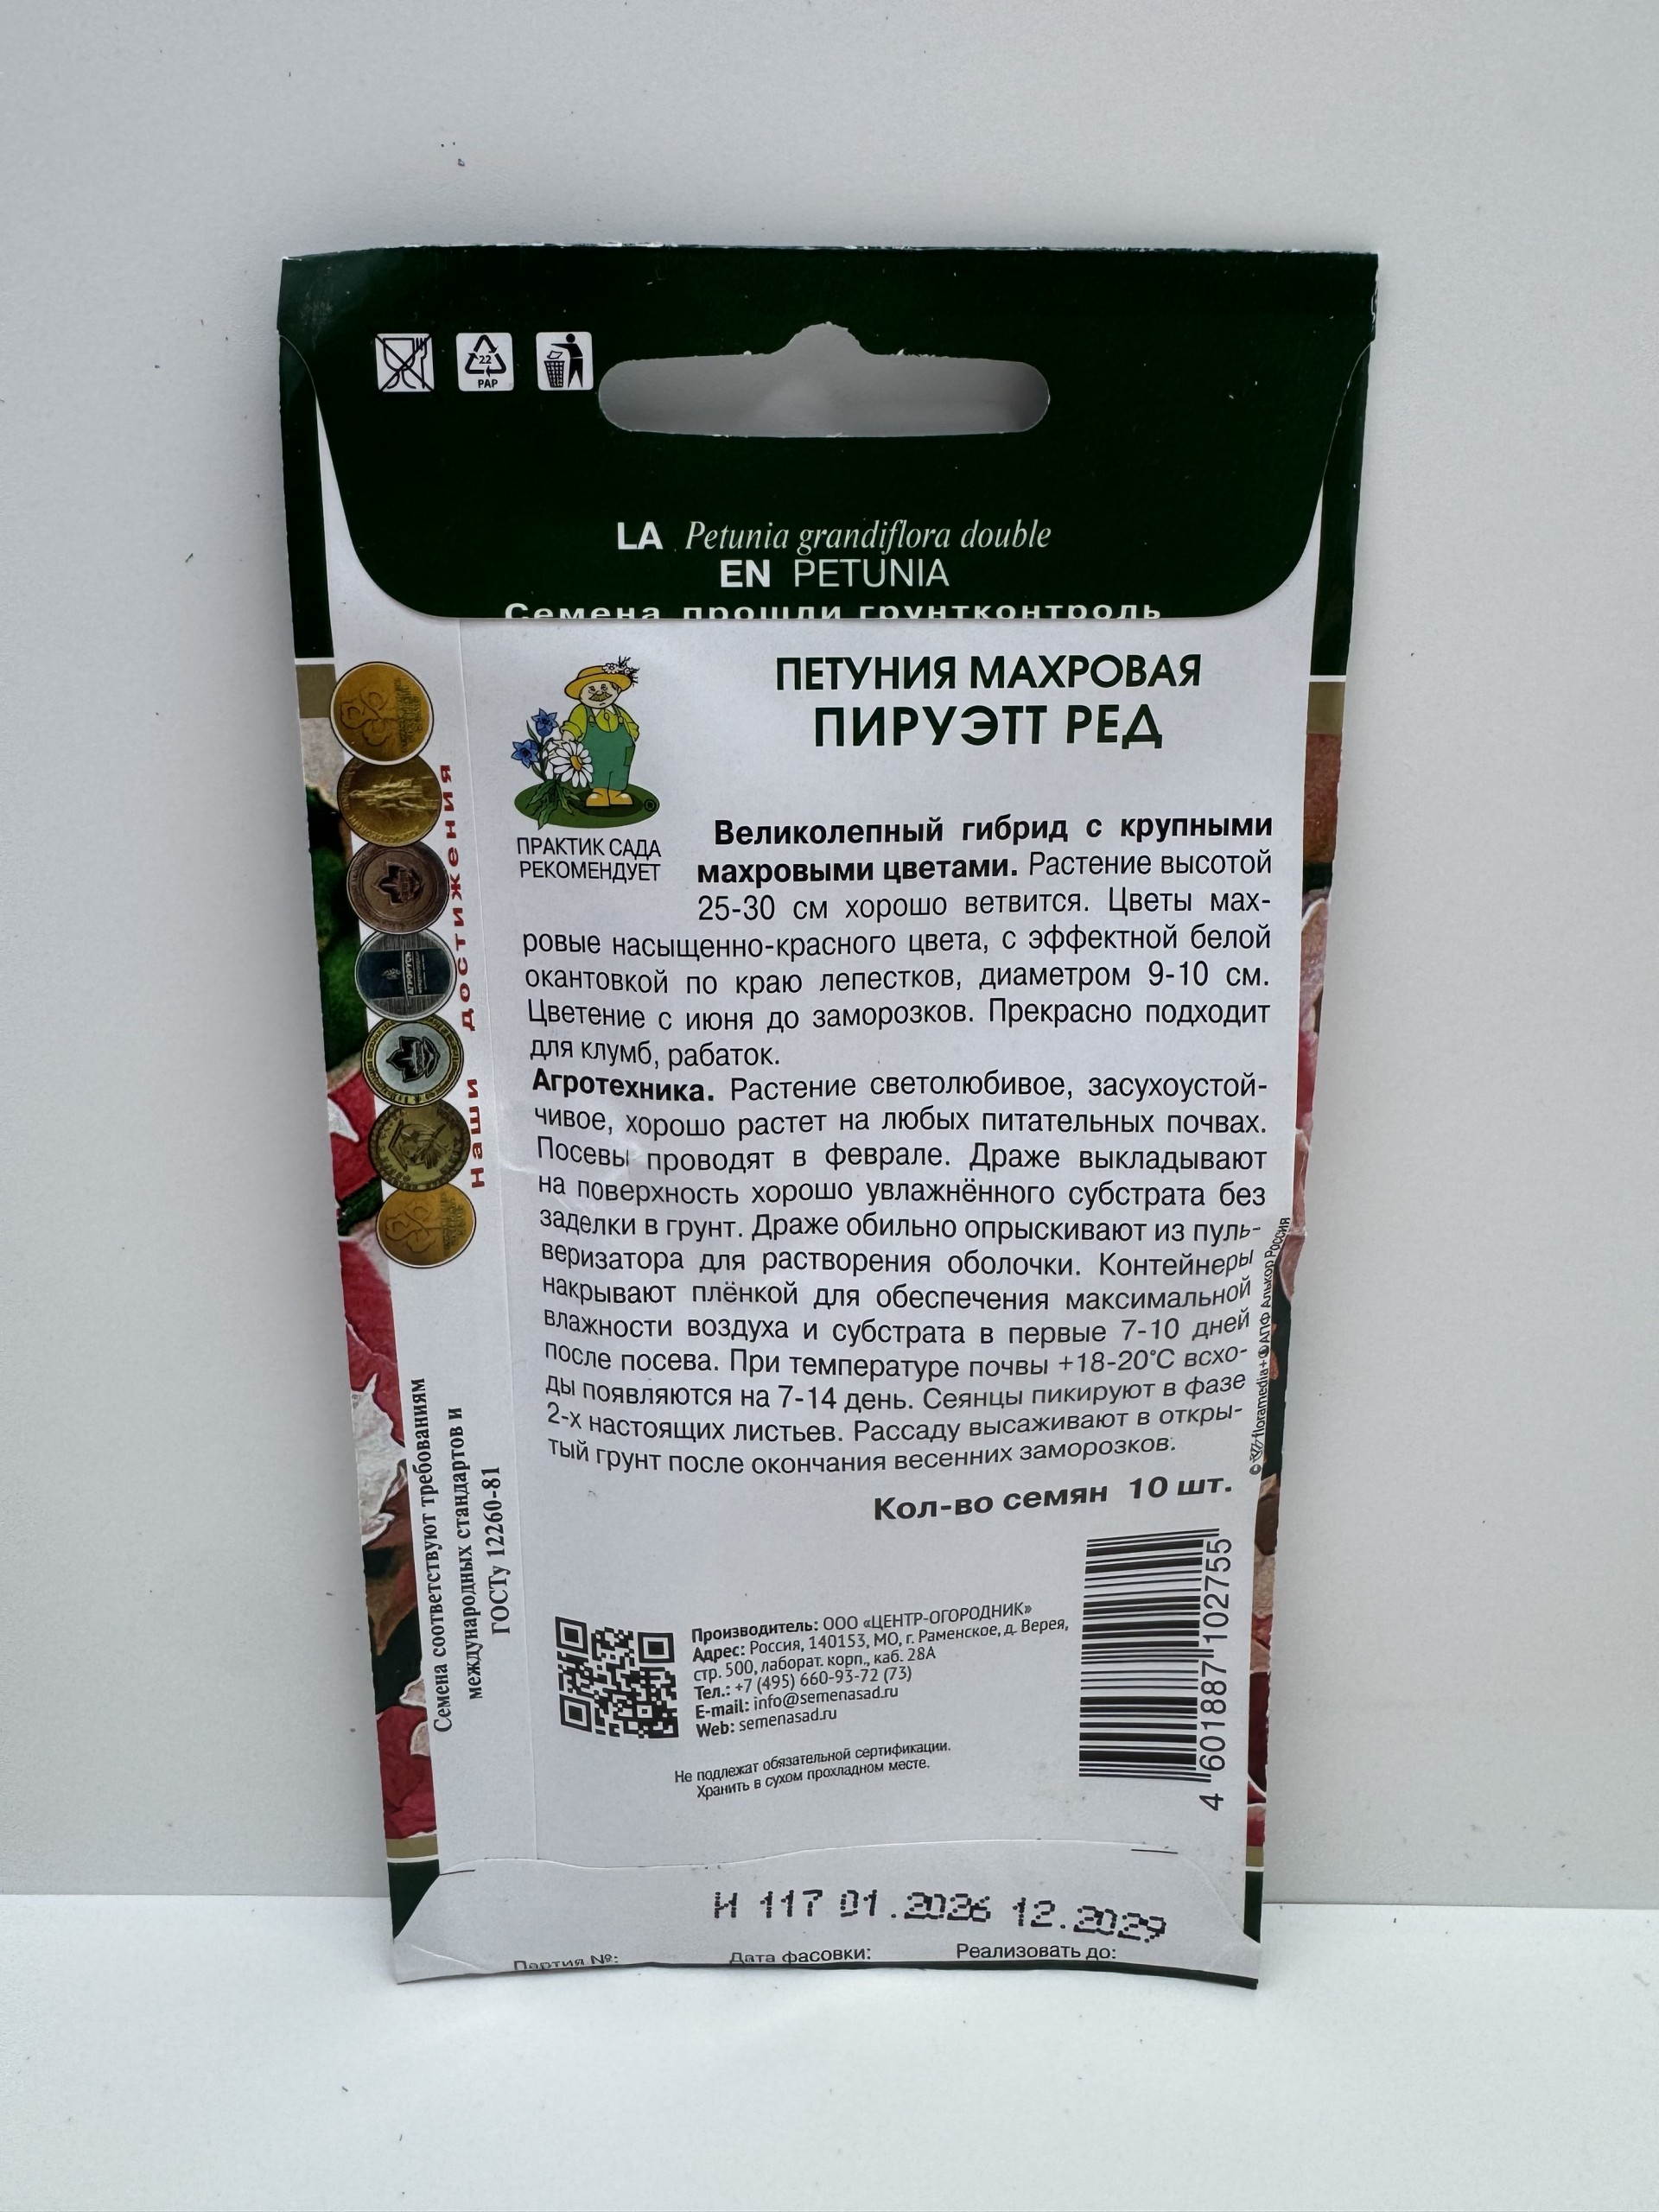 22
PAP
LA Petunia grandiflora double
EN PETUNIA
Семена прошли грунтконтроль
ПЕТУНИЯ МАХРОВАЯ
ПИРУЭТТ РЕД
ПРАКТИК САДА
РЕКОМЕНДУЕТ
Великолепный гибрид с крупными
махровыми цветами. Растение высотой
25-30 см хорошо ветвится. Цветы мах-
ровые насыщенно-красного цвета, с эффектной белой
окантовкой по краю лепестков, диаметром 9-10 см.
Цветение с июня до заморозков. Прекрасно подходит
для клумб, рабаток.
Агротехника. Растение светолюбивое, засухоустой-
чивое, хорошо растет на любых питательных почвах.
Посевы проводят в феврале. Драже выкладывают
на поверхность хорошо увлажнённого субстрата без
заделки в грунт. Драже обильно опрыскивают из пуль-
веризатора для растворения оболочки. Контейнеры
накрывают плёнкой для обеспечения максимальной
влажности воздуха и субстрата в первые 7-10 дней
после посева. При температуре почвы +18-20°С всхо-
ды появляются на 7-14 день. Сеянцы пикируют в фазе
2-х настоящих листьев. Рассаду высаживают в откры-
тый грунт после окончания весенних заморозков.
Кол-во семян 10 шт.
Наши достижения
Семена соответствуют требованиям
международных стандартов и
ГОСТу 12260-81
© floramedia+ АПФ Алькор Россия
Производитель: ООО «ЦЕНТР-ОГОРОДНИК»
Адрес: Россия, 140153, МО, г. Раменское, д. Верея,
стр. 500, лаборат. корп., каб. 28А
Тел.: +7 (495) 660-93-72 (73)
E-mail: info@semenasad.ru
Web: semenasad.ru
Не подлежат обязательной сертификации.
Хранить в сухом прохладном месте.
4 601887 102755
И 117 01.2026 12.2029
Партия №: Дата фасовки: Реализовать до: